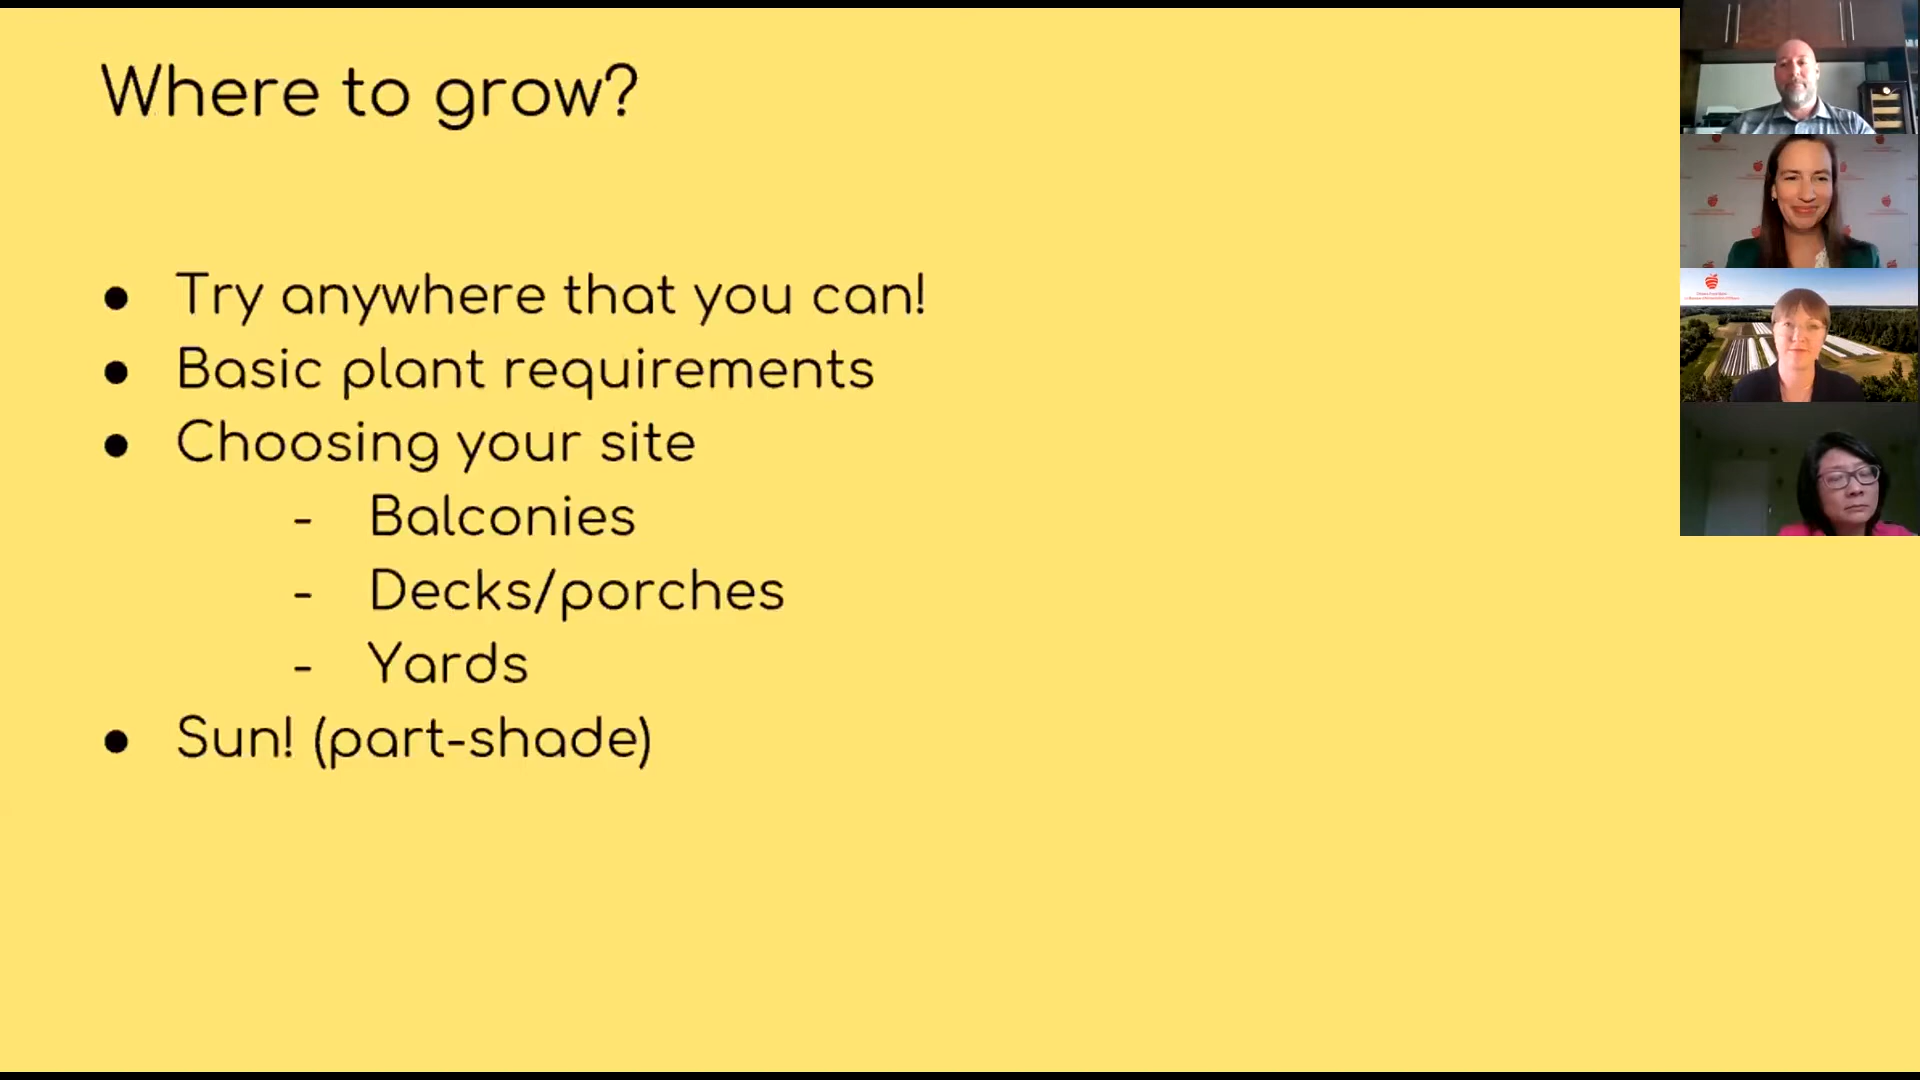 Where to grow?
● Try anywhere that you can!
● Basic plant requirements
● Choosing your site
- Balconies
- Decks/porches
- Yards
● Sun! (part-shade)